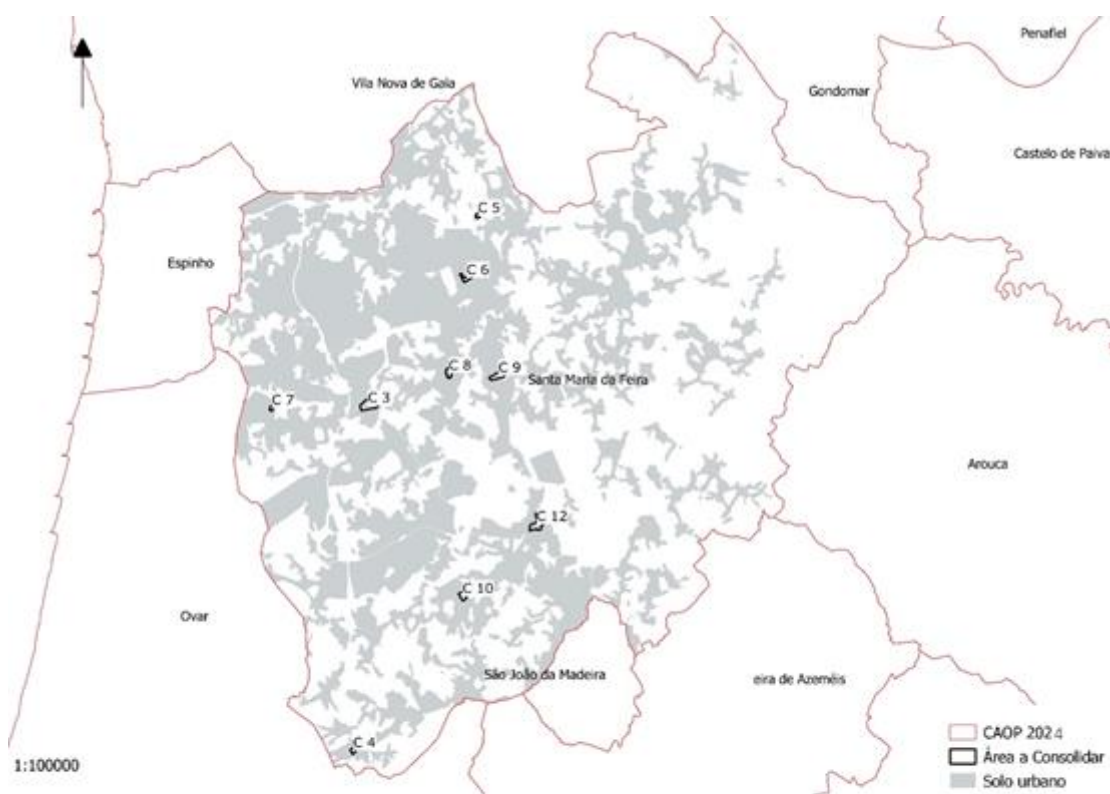 Penafiel
Vila Nova de Gaia
Gondomar
Castelo de Paiva
C 5
Espinho
C 6
C 8
C 9
Santa Maria da Feira
C 7
C 3
Arouca
C 12
C 10
Ovar
São João da Madeira
eira de Azeméis
C 4
CAOP 2024
Área a Consolidar
Solo urbano
1:100000